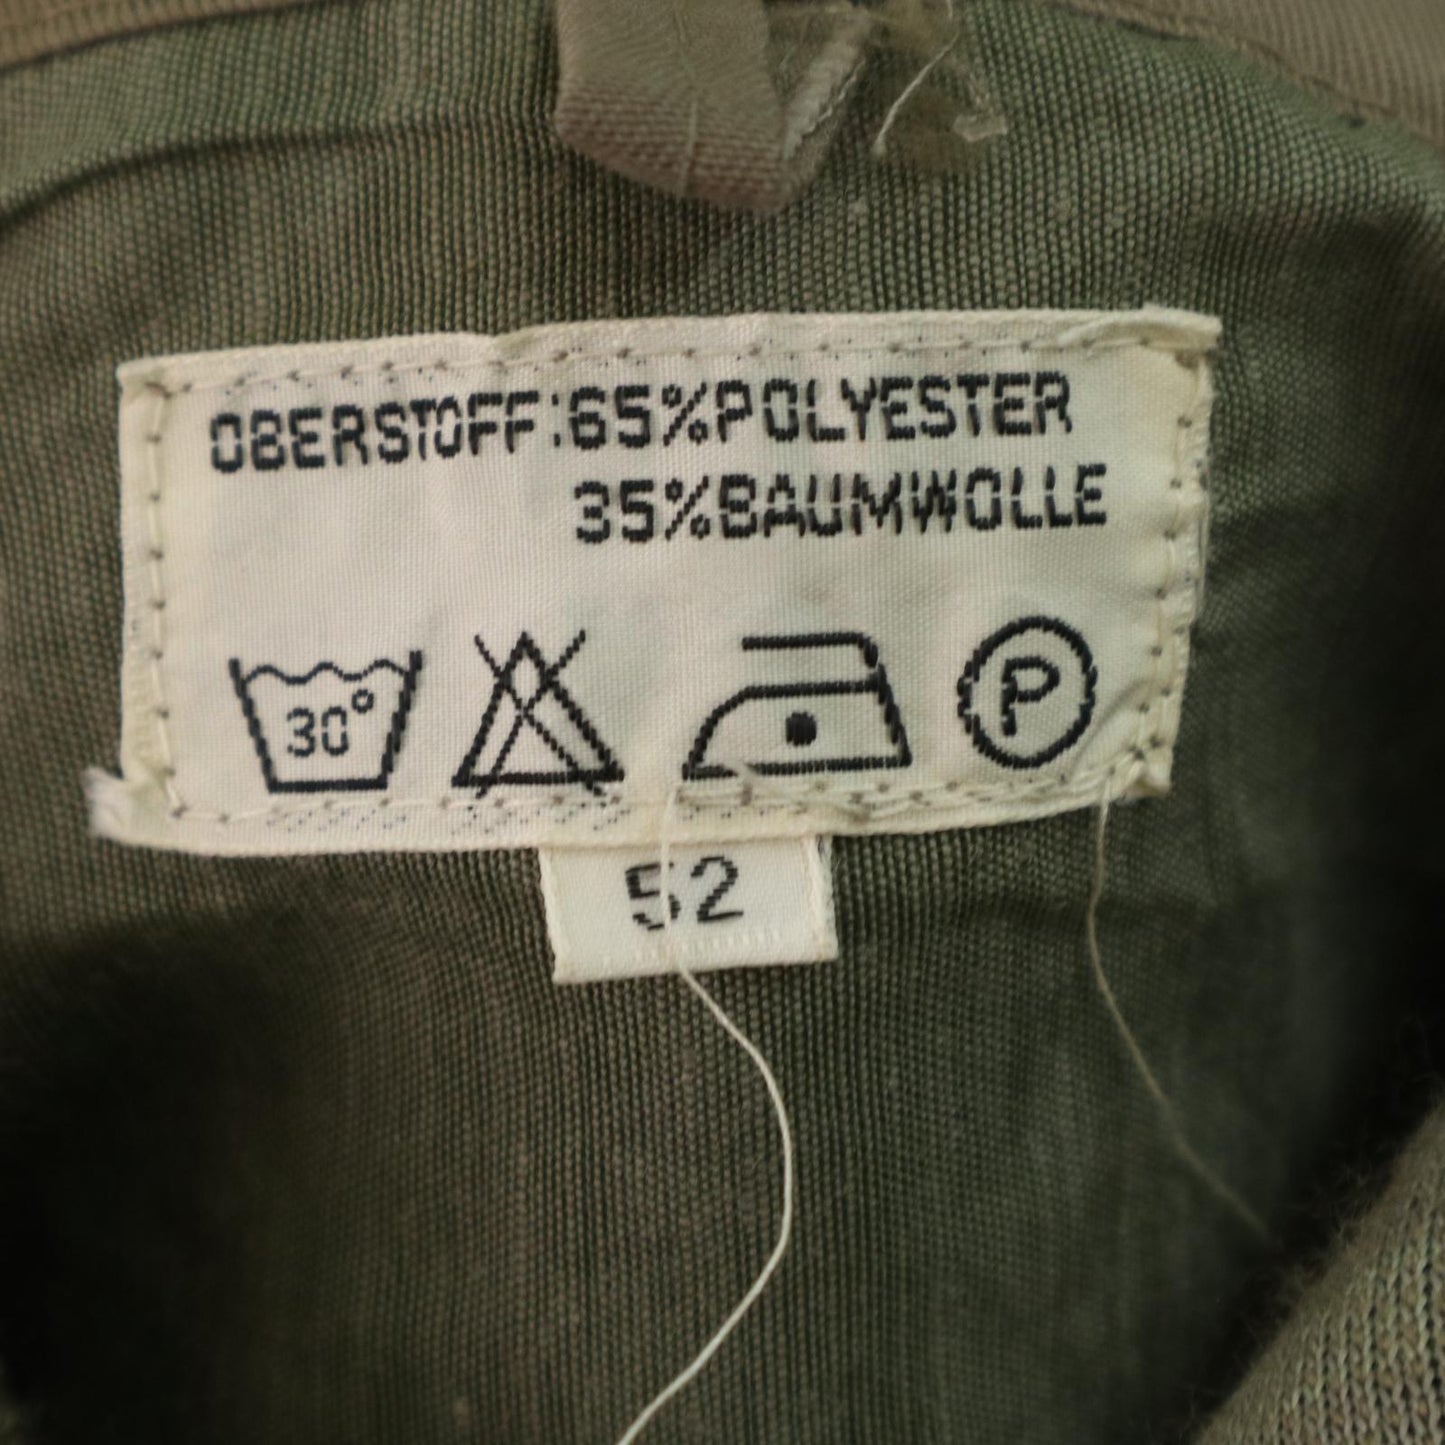 OBERSTOFF:65%POLYESTER
35%BAUMWOLLE
30° P
52